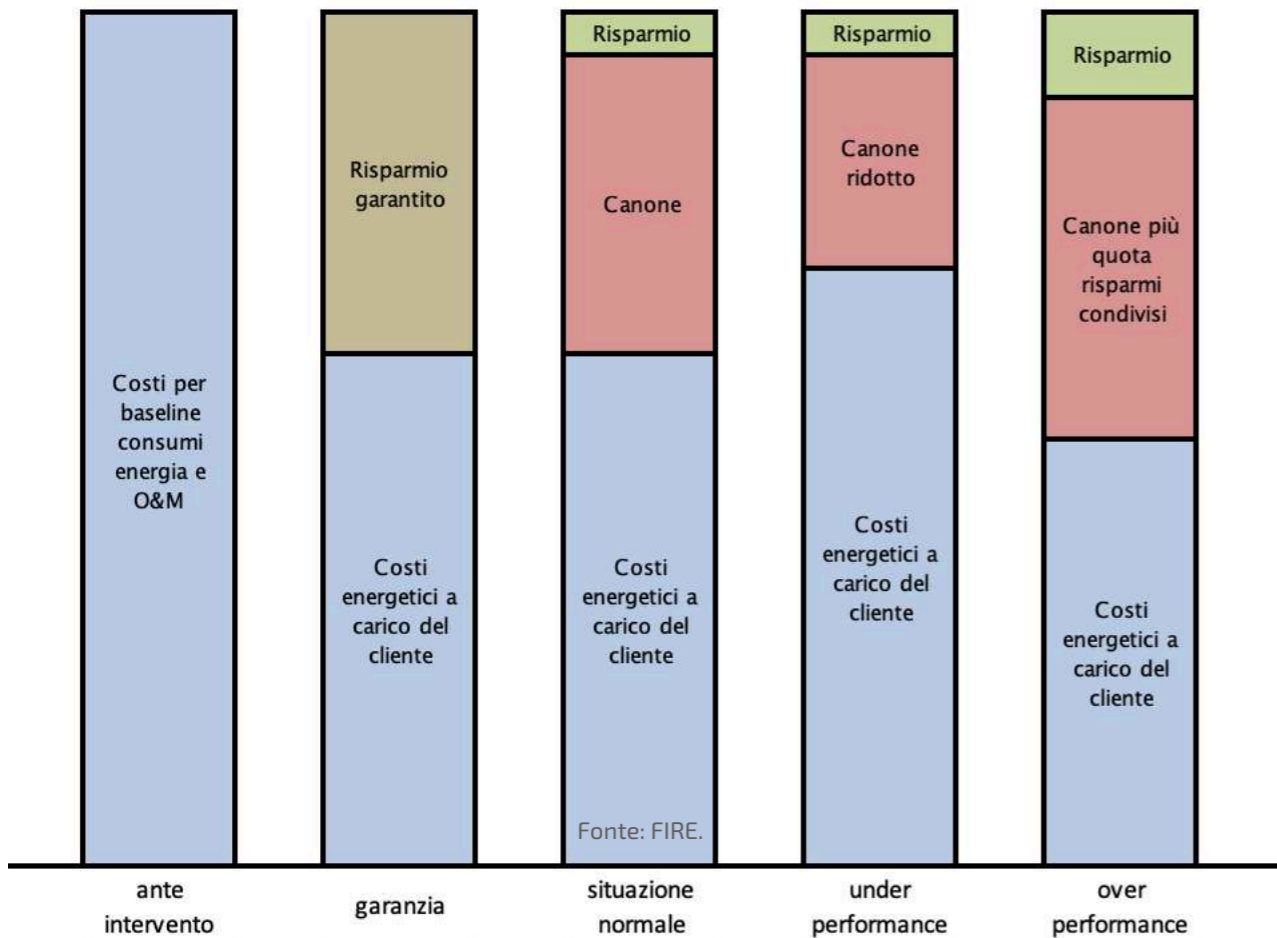 Costi per
baseline
consumi
energia e
O&M
ante
intervento
Risparmio
garantito
Costi
energetici a
carico del
cliente
garanzia
Risparmio
Canone
Costi
energetici a
carico del
cliente
Fonte: FIRE.
situazione
normale
Risparmio
Canone
ridotto
Costi
energetici a
carico del
cliente
under
performance
Risparmio
Canone più
quota
risparmi
condivisi
Costi
energetici a
carico del
cliente
over
performance